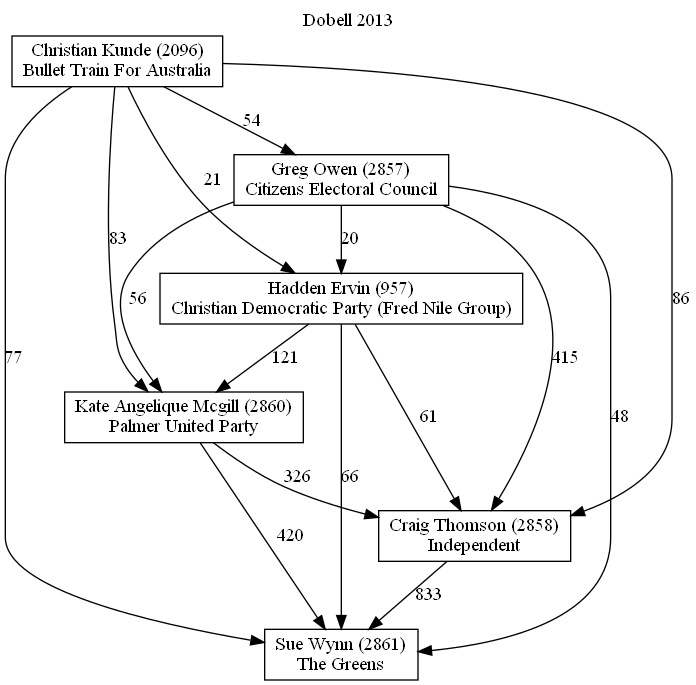 Dobell 2013
Christian Kunde (2096)
Bullet Train For Australia
54
Greg Owen (2857)
Citizens Electoral Council
21
83
20
56
Hadden Ervin (957)
Christian Democratic Party (Fred Nile Group)
86
77
121
415
Kate Angelique Mcgill (2860)
Palmer United Party
61
48
326
66
Craig Thomson (2858)
Independent
420
833
Sue Wynn (2861)
The Greens